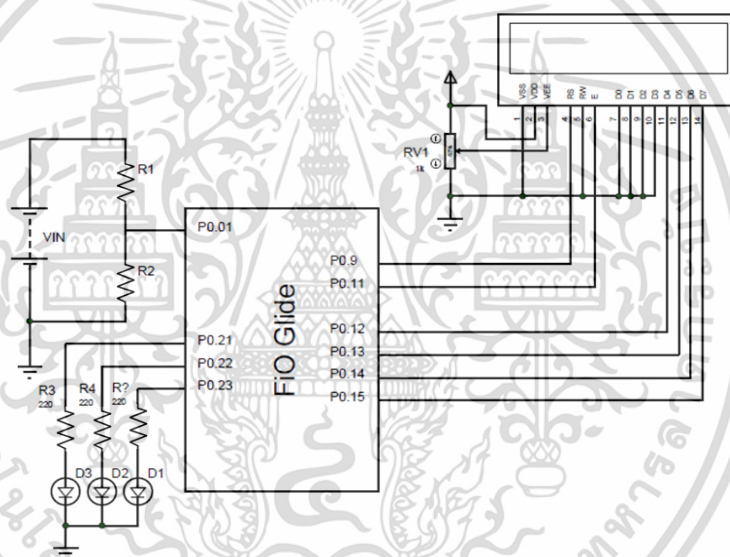 VSS
VDD
VEE
RS
RW
E
D0
D1
D2
D3
D4
D5
D6
D7
1
2
3
4
5
6
7
8
9
10
11
12
13
14
RV1
1k
R1
VIN
R2
P0.01
P0.9
P0.11
P0.12
P0.13
P0.14
P0.15
FiO Glide
P0.21
P0.22
P0.23
R3
220
R4
220
R?
220
D3
D2
D1